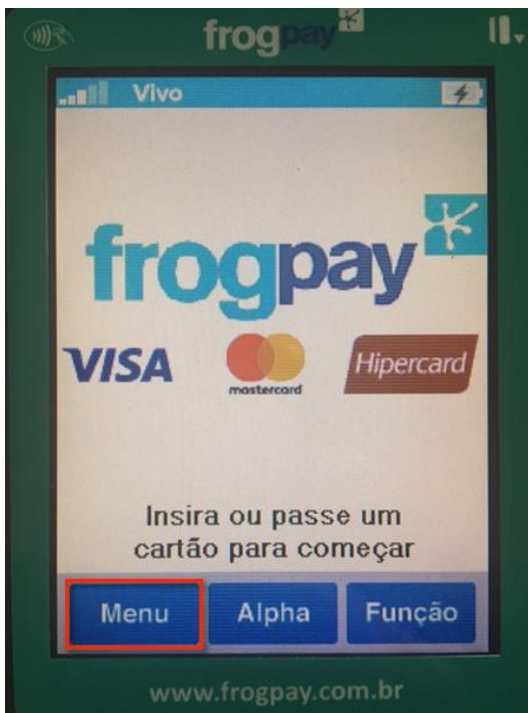 frogpay
Vivo
frogpay
VISA
mastercard
Hipercard
Insira ou passe um
cartão para começar
Menu
Alpha
Função
www.frogpay.com.br